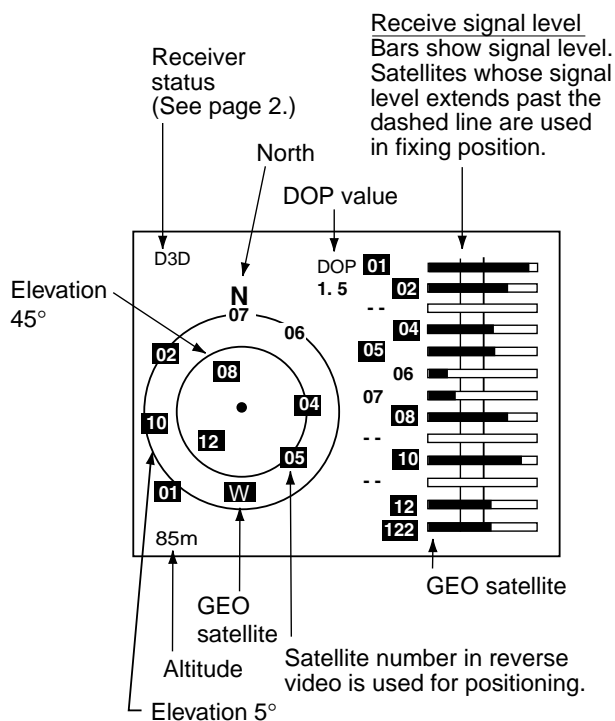 Receive signal level
Bars show signal level.
Satellites whose signal
level extends past the
dashed line are used
in fixing position.
Receiver
status
(See page 2.)
North
DOP value
D3D
DOP
1. 5
N
Elevation
45°
07
06
02
08
04
10
12
05
01
W
85m
01
02
- -
04
05
06
07
08
- -
10
- -
12
122
GEO satellite
GEO
satellite
Altitude
Satellite number in reverse
video is used for positioning.
Elevation 5°